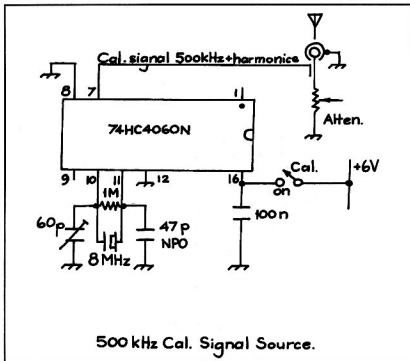 Cal. signal 500kHz+harmonics
8 7 1
Alten.
74HC4060N
9 10 11 12 16
1M
Cal.
+6V
on
60p
47p
NPO
100n
8MHz
500 kHz Cal. Signal Source.